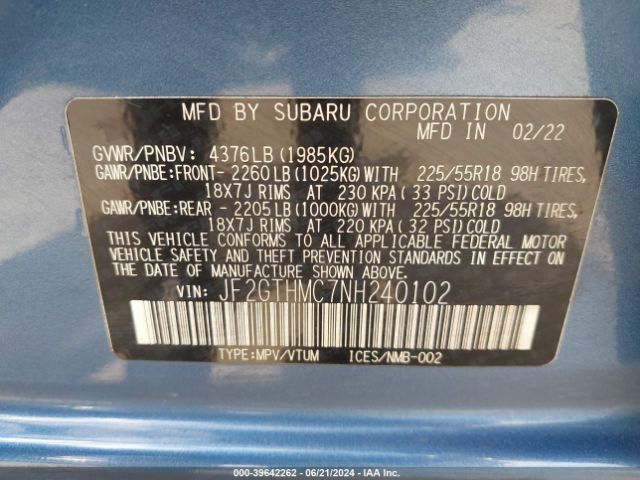 MFD BY SUBARU CORPORATION
MFD IN 02/22
GVWR/PNBV: 4376LB (1985KG)
GAWR/PNBE:FRONT- 2260 LB (1025KG) WITH 225/55R18 98H TIRES,
18X7J RIMS AT 230 KPA ( 33 PSI) COLD
GAWR/PNBE:REAR - 2205 LB (1000KG) WITH 225/55R18 98H TIRES,
18X7J RIMS AT 220 KPA ( 32 PSI) COLD
THIS VEHICLE CONFORMS TO ALL APPLICABLE FEDERAL MOTOR
VEHICLE SAFETY AND THEFT PREVENTION STANDARDS IN EFFECT ON
THE DATE OF MANUFACTURE SHOWN ABOVE.
VIN: JF2GTHMC7NH240102
TYPE:MPV/VTUM ICES/NMB-002
000-39642262 - 06/21/2024 - IAA Inc.